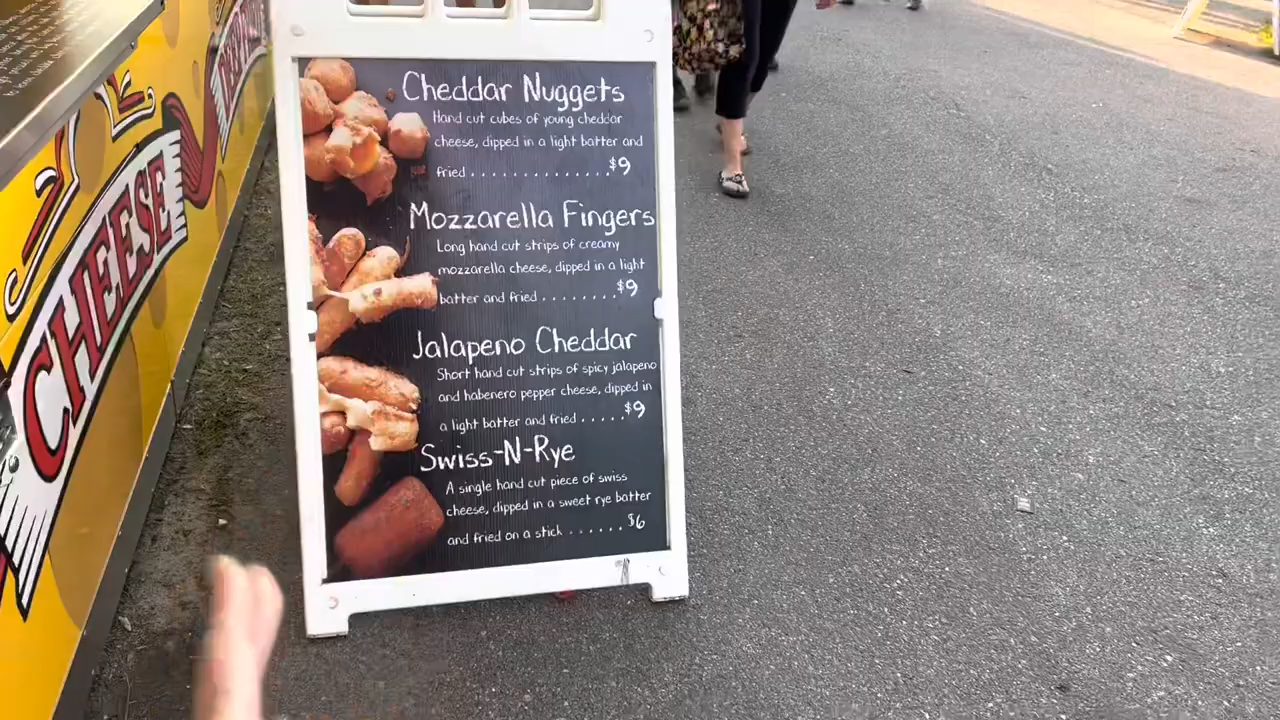 Cheddar Nuggets
Hand cut cubes of young cheddar
cheese, dipped in a light batter and
fried . . . . . . . . . . . . . . $9
Mozzarella Fingers
Long hand cut strips of creamy
mozzarella cheese, dipped in a light
batter and fried . . . . . . . . $9
Jalapeno Cheddar
Short hand cut strips of spicy jalapeno
and habenero pepper cheese, dipped in
a light batter and fried . . . . . $9
Swiss-N-Rye
A single hand cut piece of swiss
cheese, dipped in a sweet rye batter
and fried on a stick . . . . . . $6
CHEESE